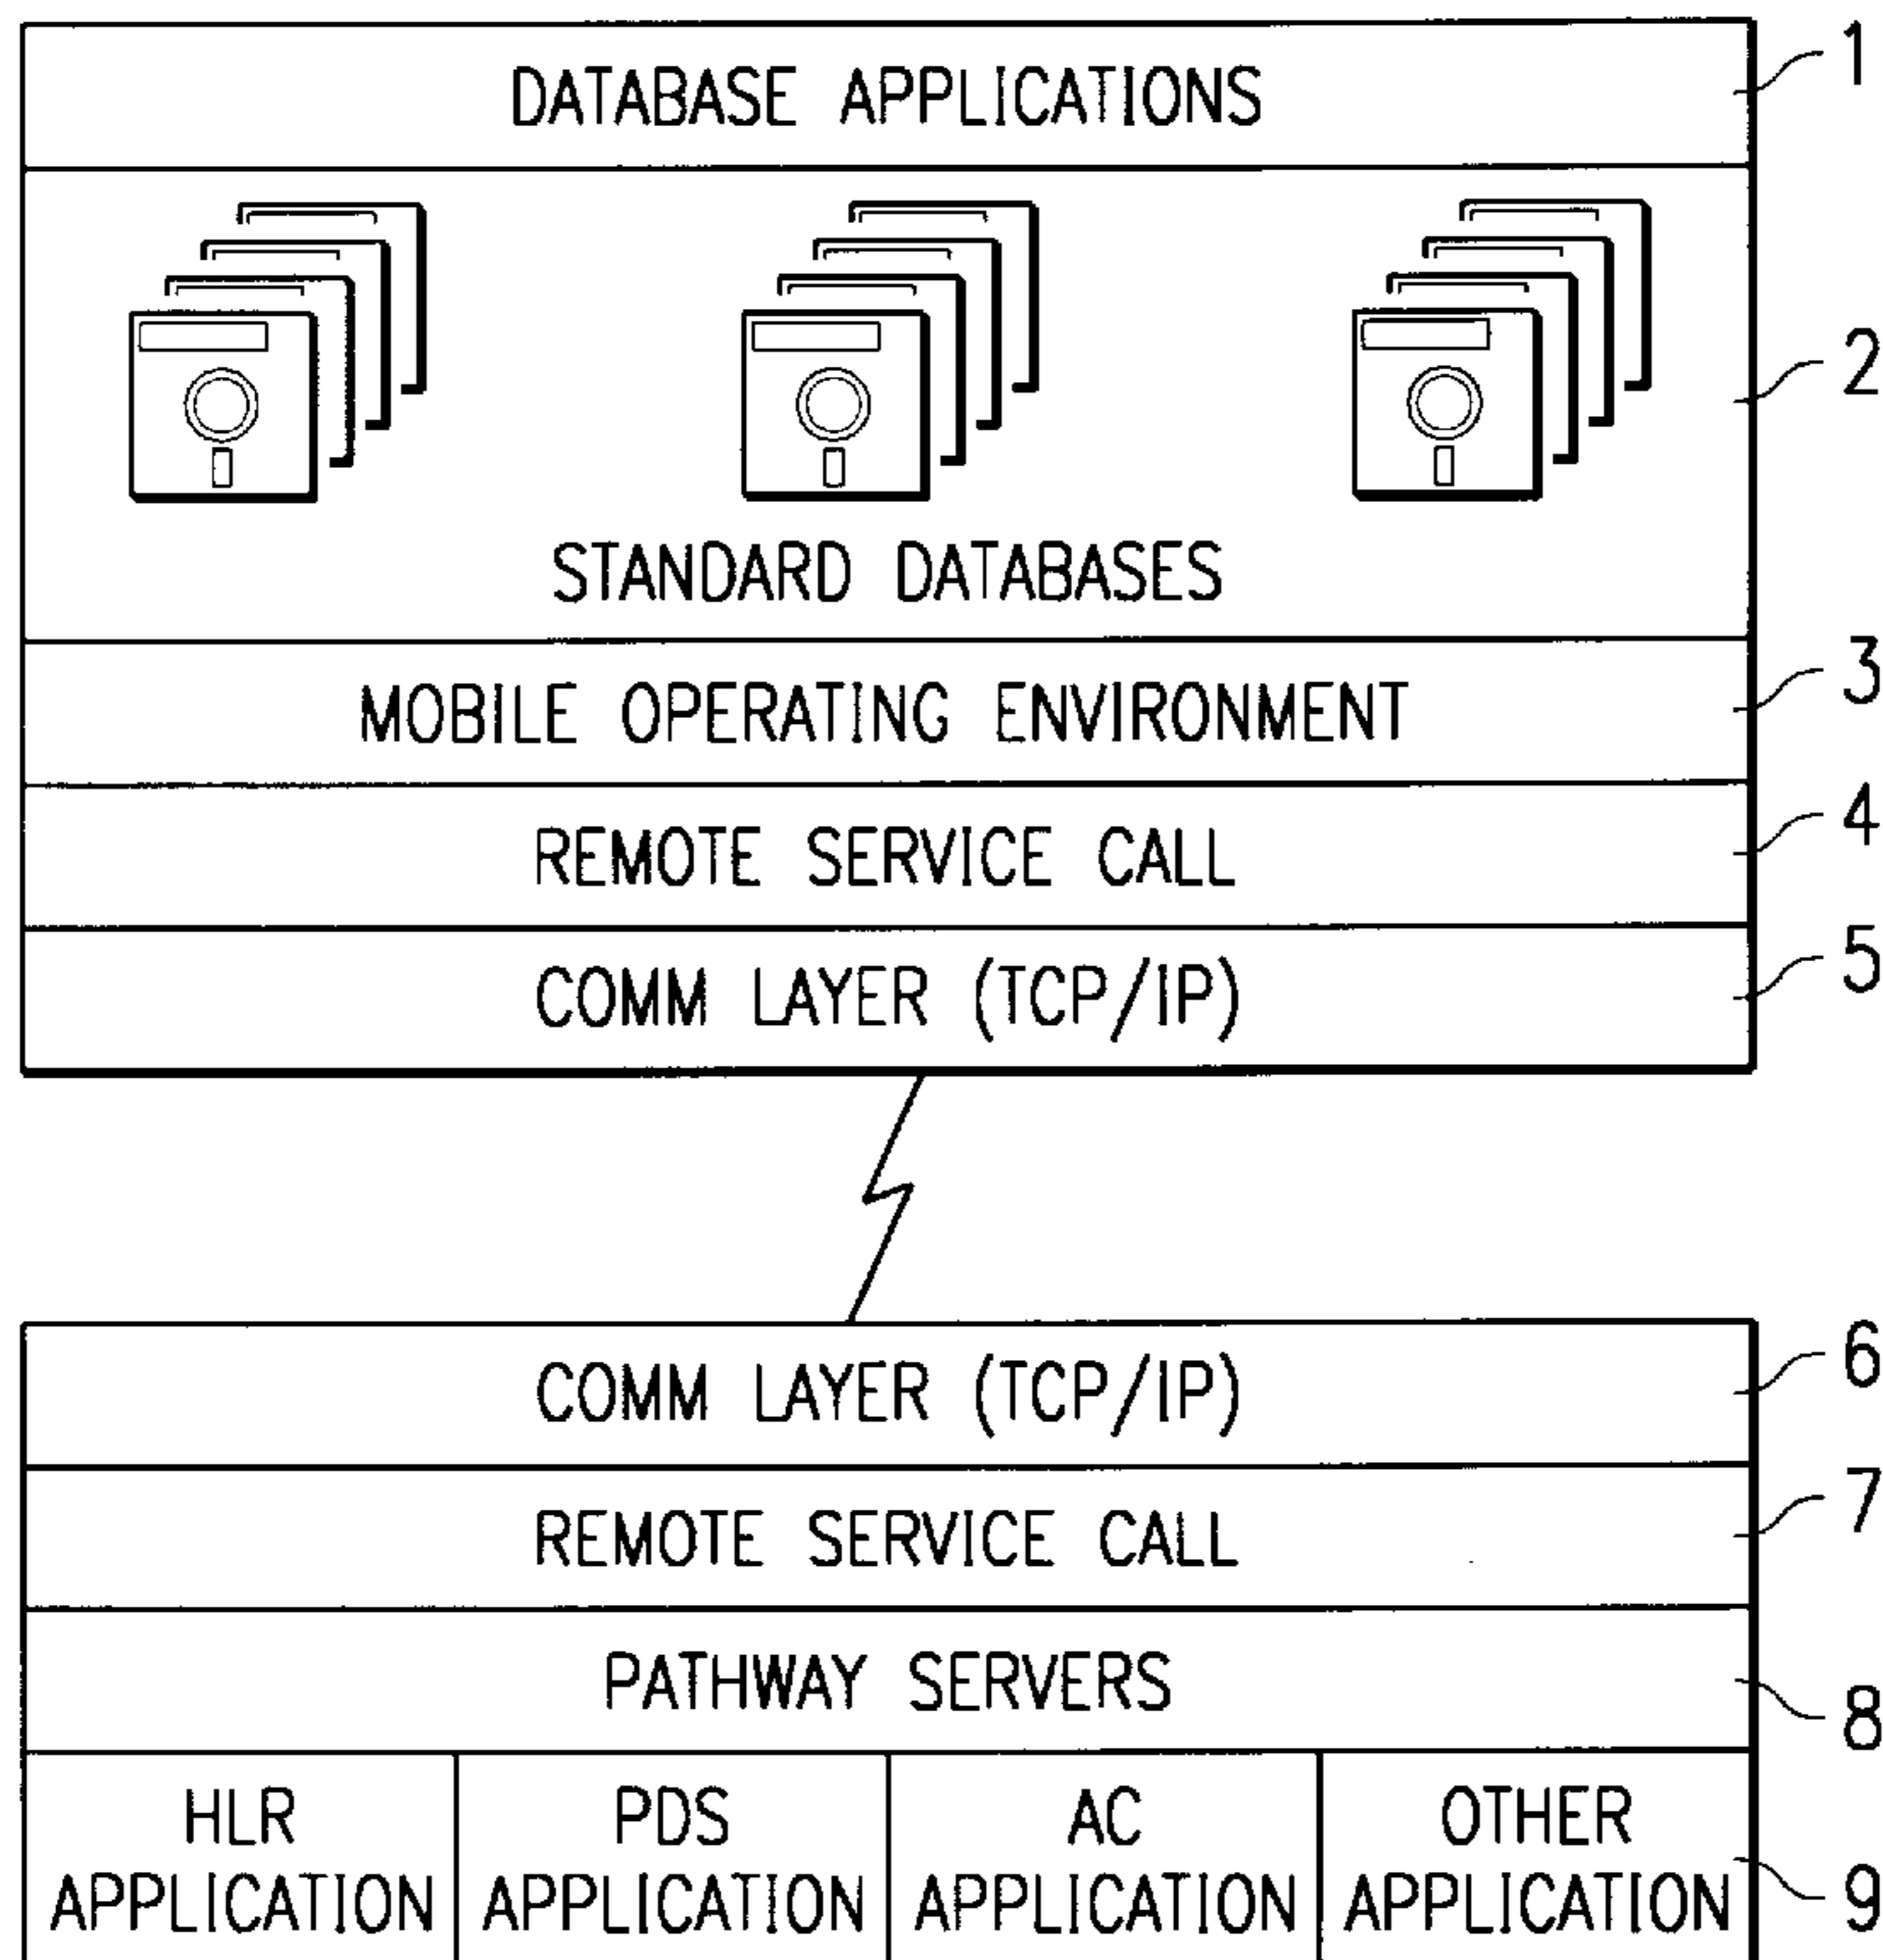 DATABASE APPLICATIONS 1
2
STANDARD DATABASES
MOBILE OPERATING ENVIRONMENT 3
REMOTE SERVICE CALL 4
COMM LAYER (TCP/IP) 5
COMM LAYER (TCP/IP) 6
REMOTE SERVICE CALL 7
PATHWAY SERVERS 8
HLR APPLICATION
PDS APPLICATION
AC APPLICATION
OTHER APPLICATION
9